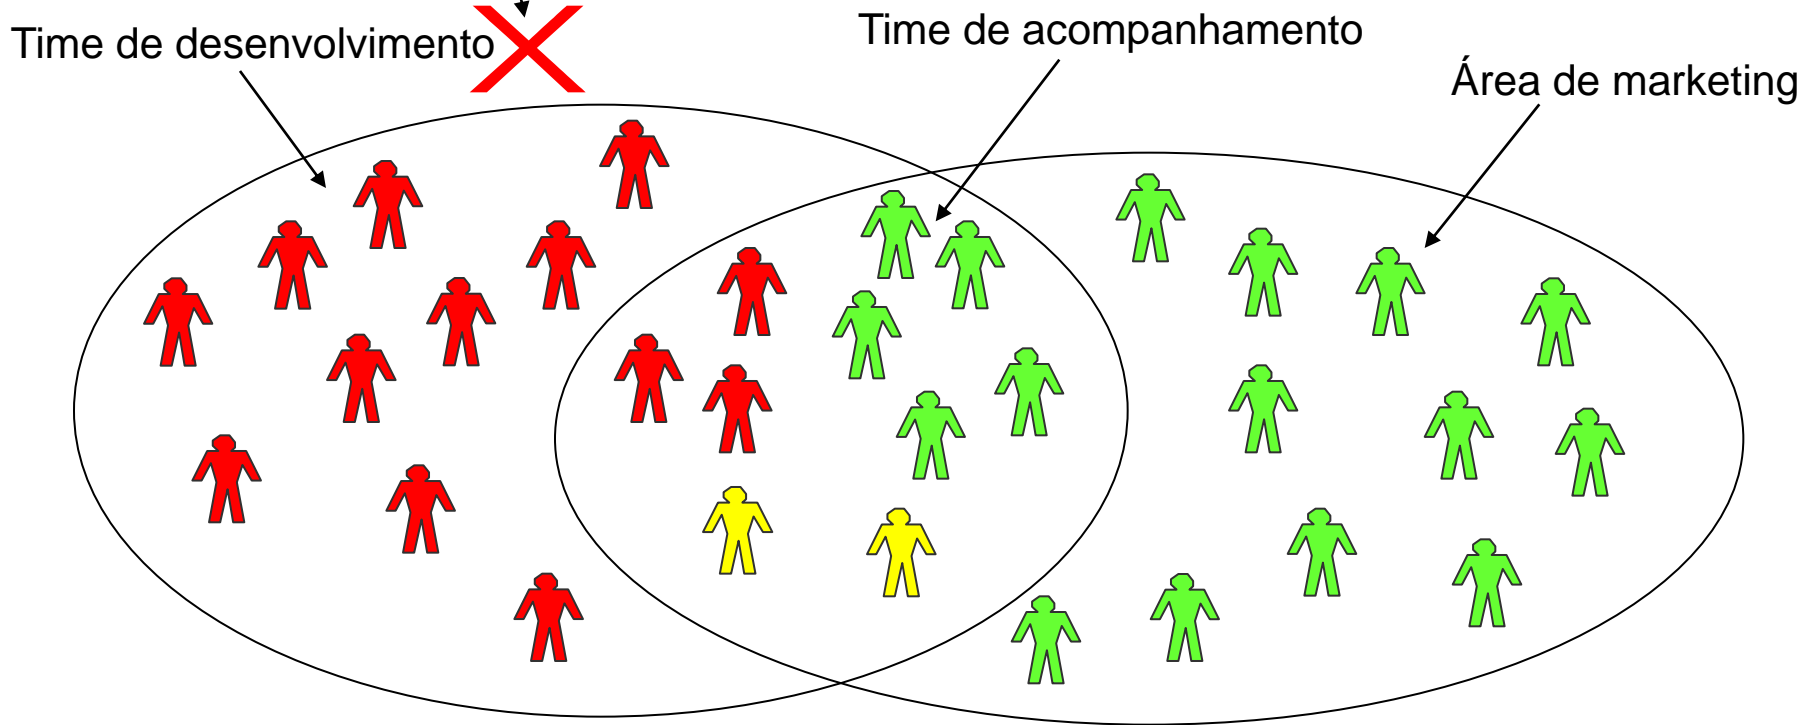 Time de desenvolvimento
Time de acompanhamento
Área de marketing